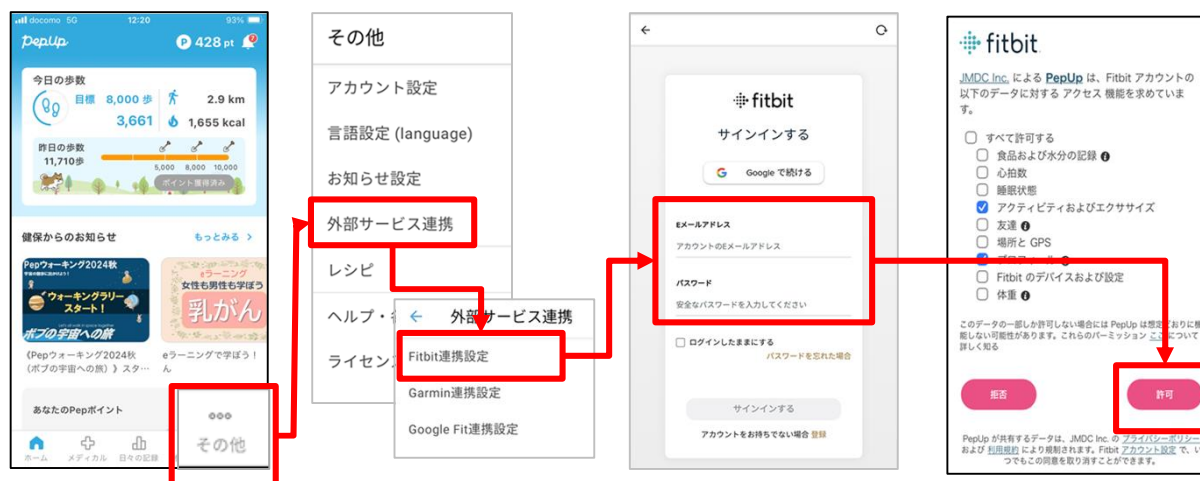 docomo 5G 12:20 93%
PepUp
P 428 pt
今日の歩数
目標 8,000 歩
2.9 km
3,661
1,655 kcal
昨日の歩数
11,710歩
5,000 8,000 10,000
ポイント獲得済み
健保からのお知らせ
もっとみる >
Pepウォーキング2024秋
ウォーキングラリー
スタート！
ボブの宇宙への旅
eラーニング
女性も男性も学ぼう
乳がん
《Pepウォーキング2024秋
（ボブの宇宙への旅）》スタ…
eラーニングで学ぼう！
ん
あなたのPepポイント
その他
ホーム
メディカル
日々の記録
その他
アカウント設定
言語設定 (language)
お知らせ設定
外部サービス連携
レシピ
ヘルプ・
ライセン
外部サービス連携
Fitbit連携設定
Garmin連携設定
Google Fit連携設定
fitbit
サインインする
G Google で続ける
Eメールアドレス
アカウントのEメールアドレス
パスワード
安全なパスワードを入力してください
ログインしたままにする
パスワードを忘れた場合
サインインする
アカウントをお持ちでない場合 登録
fitbit
JMDC Inc. による PepUp は、Fitbit アカウントの
以下のデータに対する アクセス 機能を求めていま
す。
すべて許可する
食品および水分の記録
心拍数
睡眠状態
アクティビティおよびエクササイズ
友達
場所と GPS
Fitbit のデバイスおよび設定
体重
このデータの一部しか許可しない場合には PepUp は想定どおりに機
能しない可能性があります。これらのパーミッション ここ について
詳しく知る
拒否
許可
PepUp が共有するデータは、JMDC Inc. の プライバシーポリシー
および 利用規約 により規制されます。Fitbit アカウント設定 で、い
つでもこの同意を取り消すことができます。